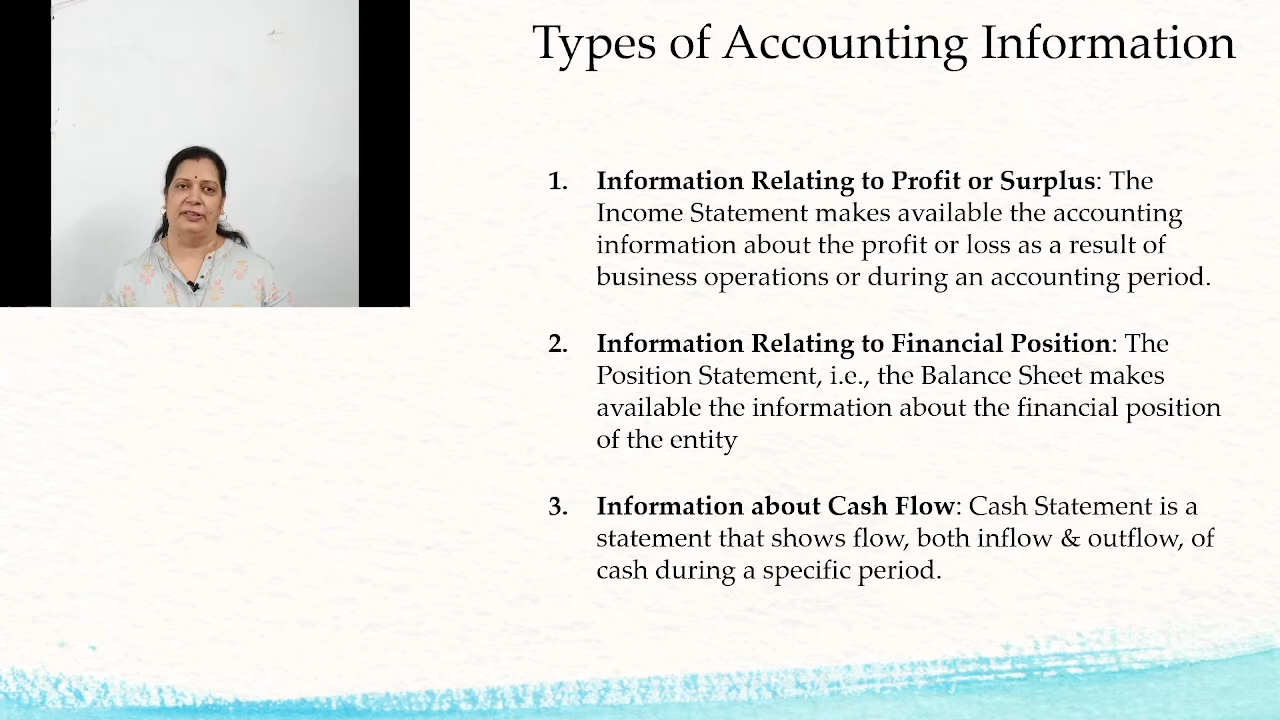 Types of Accounting Information
1. Information Relating to Profit or Surplus: The
Income Statement makes available the accounting
information about the profit or loss as a result of
business operations or during an accounting period.
2. Information Relating to Financial Position: The
Position Statement, i.e., the Balance Sheet makes
available the information about the financial position
of the entity
3. Information about Cash Flow: Cash Statement is a
statement that shows flow, both inflow & outflow, of
cash during a specific period.